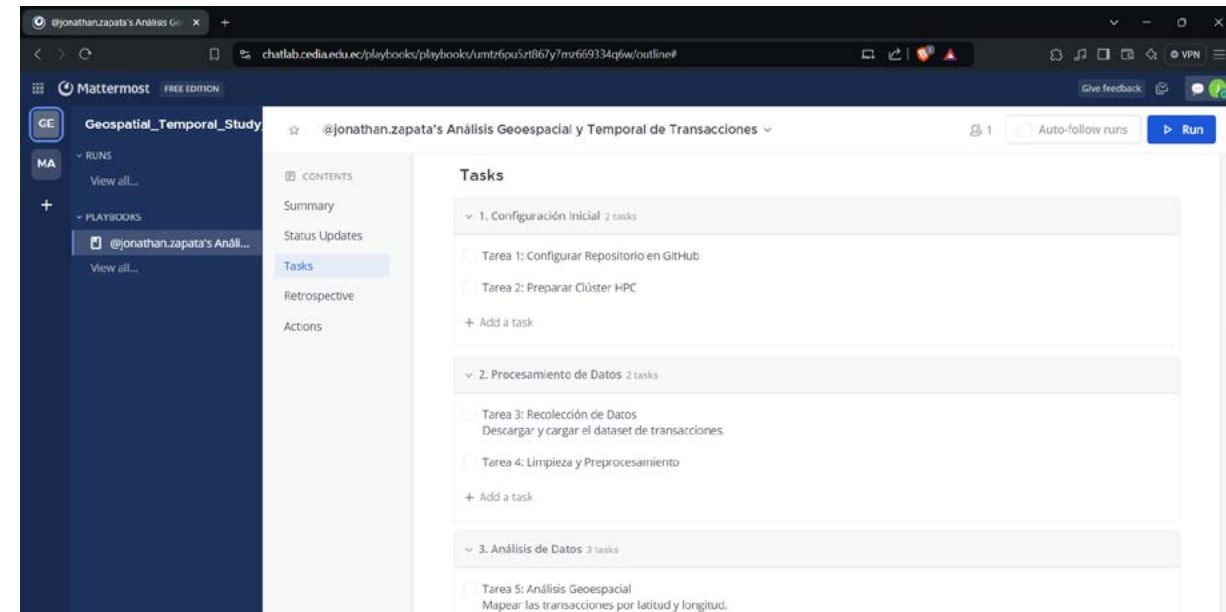 @jonathan.zapata's Análisis Ge
chatlab.cedia.edu.ec/playbooks/playbooks/umtz6pu5zt867y7mz669334q6w/outline#
VPN
Mattermost FREE EDITION
Give feedback
GE
MA
Geospatial_Temporal_Study
RUNS
View all...
PLAYBOOKS
@jonathan.zapata's Análi...
View all...
@jonathan.zapata's Análisis Geoespacial y Temporal de Transacciones
1
Auto-follow runs
Run
CONTENTS
Summary
Status Updates
Tasks
Retrospective
Actions
Tasks
1. Configuración Inicial 2 tasks
Tarea 1: Configurar Repositorio en GitHub
Tarea 2: Preparar Clúster HPC
+ Add a task
2. Procesamiento de Datos 2 tasks
Tarea 3: Recolección de Datos
Descargar y cargar el dataset de transacciones.
Tarea 4: Limpieza y Preprocesamiento
+ Add a task
3. Análisis de Datos 3 tasks
Tarea 5: Análisis Geoespacial
Mapear las transacciones por latitud y longitud.